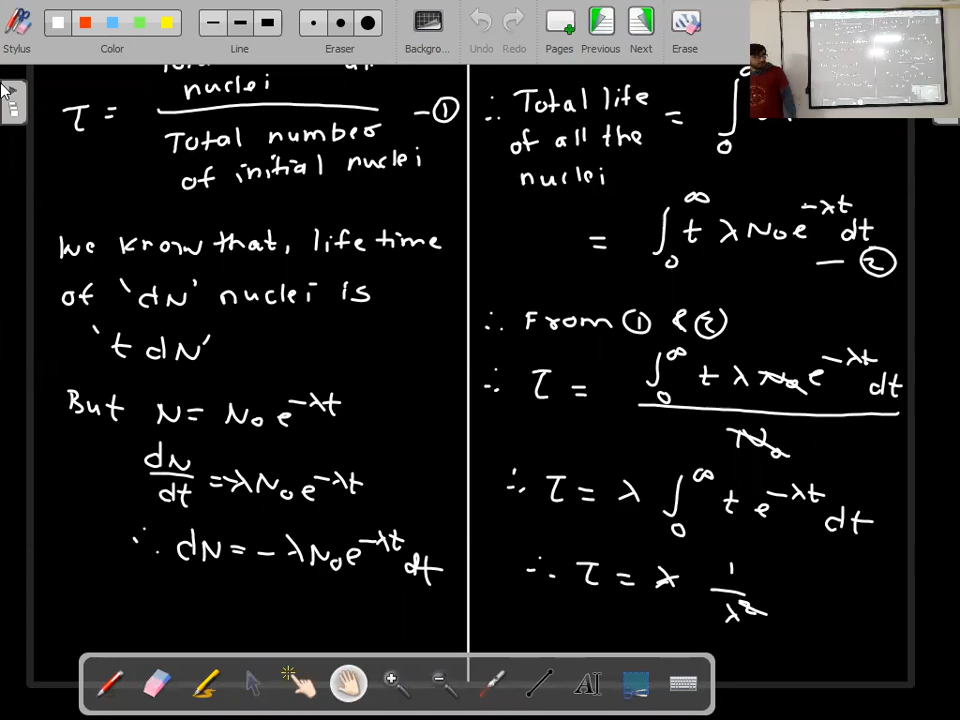 Stylus
Color
Line
Eraser
Backgro...
Undo
Redo
Pages
Previous
Next
Erase
nuclei
τ = ——— –①
Total number
of initial nuclei
We know that, life time
of 'dN' nuclei is
't dN'
But N = N₀ e^{-λt}
dN/dt = -λN₀e^{-λt}
∴ dN = -λN₀e^{-λt} dt
∴ Total life
of all the
nuclei
= ∫₀
= ∫₀^∞ t λN₀e^{-λt} dt
— ②
∴ From ① & ②
∴ τ = ∫₀^∞ t λN₀e^{-λt} dt / N₀
∴ τ = λ ∫₀^∞ t e^{-λt} dt
∴ τ = λ 1/λ²